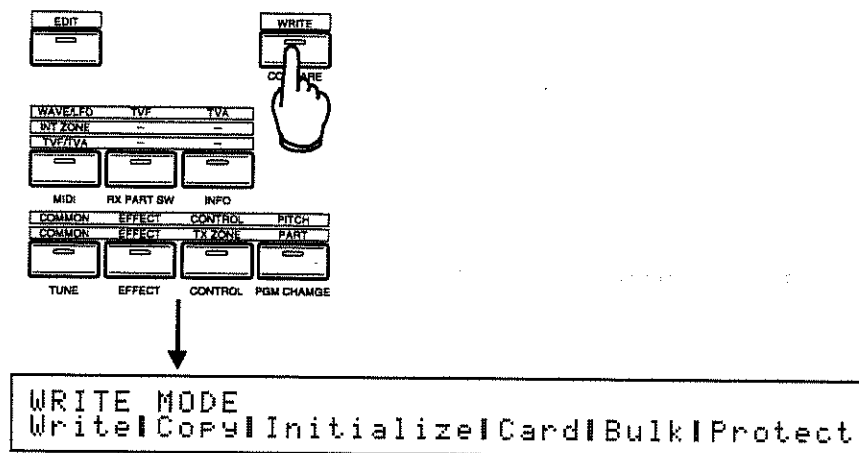 EDIT WRITE
COMPARE
WAVE/LFO TVF TVA
INT ZONE – –
TVF/TVA – –
MIDI RX PART SW INFO
COMMON EFFECT CONTROL PITCH
COMMON EFFECT TX ZONE PART
TUNE EFFECT CONTROL PGM CHAMGE
WRITE MODE
Write Copy Initialize Card Bulk Protect